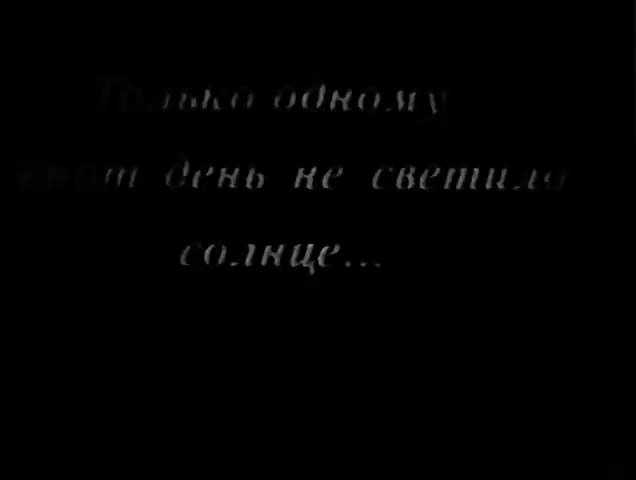 Только одному
этот день не светило
солнце...